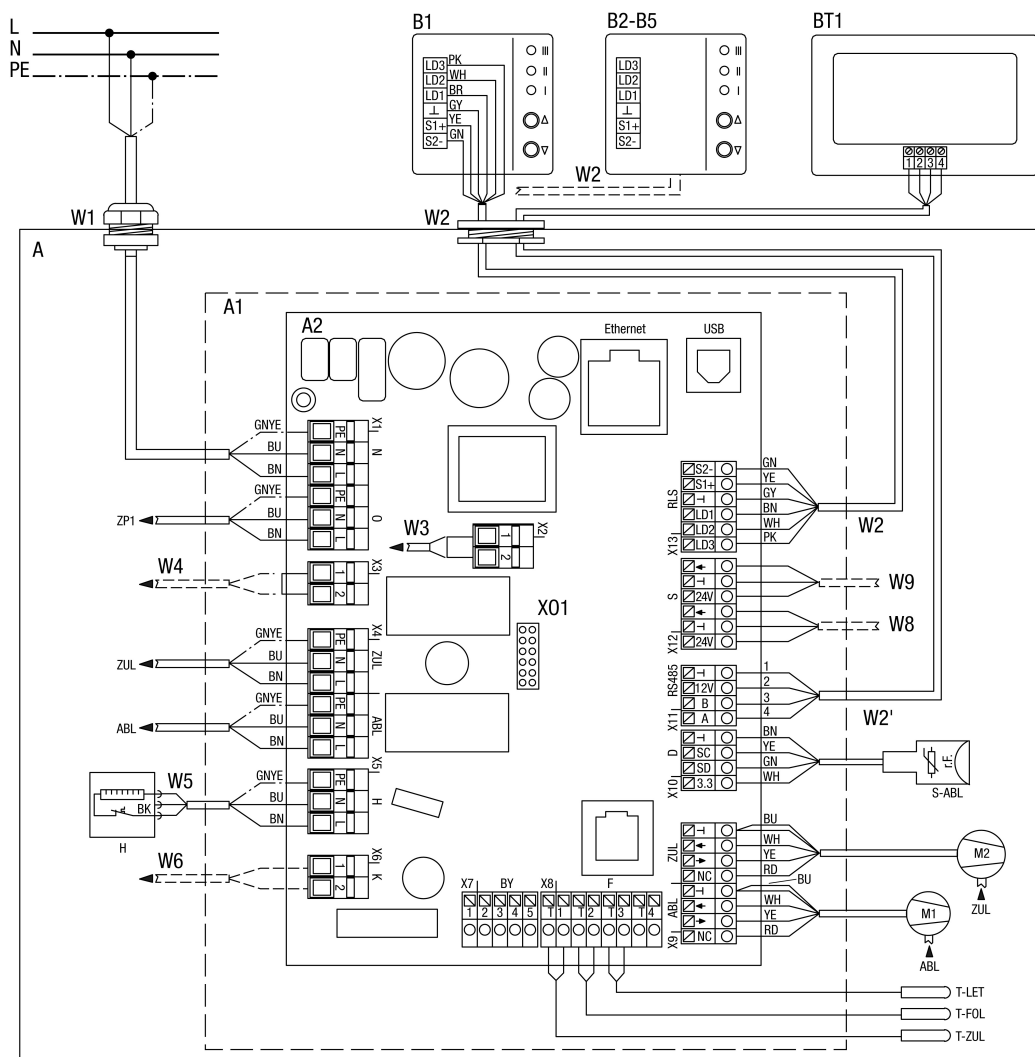 L
N
PE
B1
LD3
LD2
LD1
⊥
S1+
S2-
PK
WH
BR
GY
YE
GN
III
II
I
Δ
∇
B2-B5
LD3
LD2
LD1
⊥
S1+
S2-
III
II
I
Δ
∇
W2
BT1
1 2 3 4
W1
W2
A
A1
A2
Ethernet
USB
X1
GNYE PE
BU N N
BN L
GNYE PE
ZP1 BU N O
BN L
W3
1
2
X2
W4
1
2
X3
X01
X4
GNYE PE
ZUL BU N ZUL
BN L
GNYE PE
ABL BU N ABL
BN L
X5
W5
BK
H
GNYE PE
BU N H
BN L
W6
X6
1
2
K
RLS
X13
S2- GN
S1+ YE
⊥ GY
LD1 BN
LD2 WH
LD3 PK
W2
S
X12
⊥
24V
W9
⊥
24V
W8
RS485
X11
⊥ 1
12V 2
B 3
A 4
W2'
D
X10
⊥ BN
SC YE
SD GN
3.3 WH
r.F.
S-ABL
ZUL
⊥ BU
WH
YE
NC RD
M2
ZUL
ABL
X9
⊥ BU
WH
YE
NC RD
M1
ABL
X7 BY X8 F
1 2 3 4 5 T 1 T 2 T 3 T 4
T-LET
T-FOL
T-ZUL